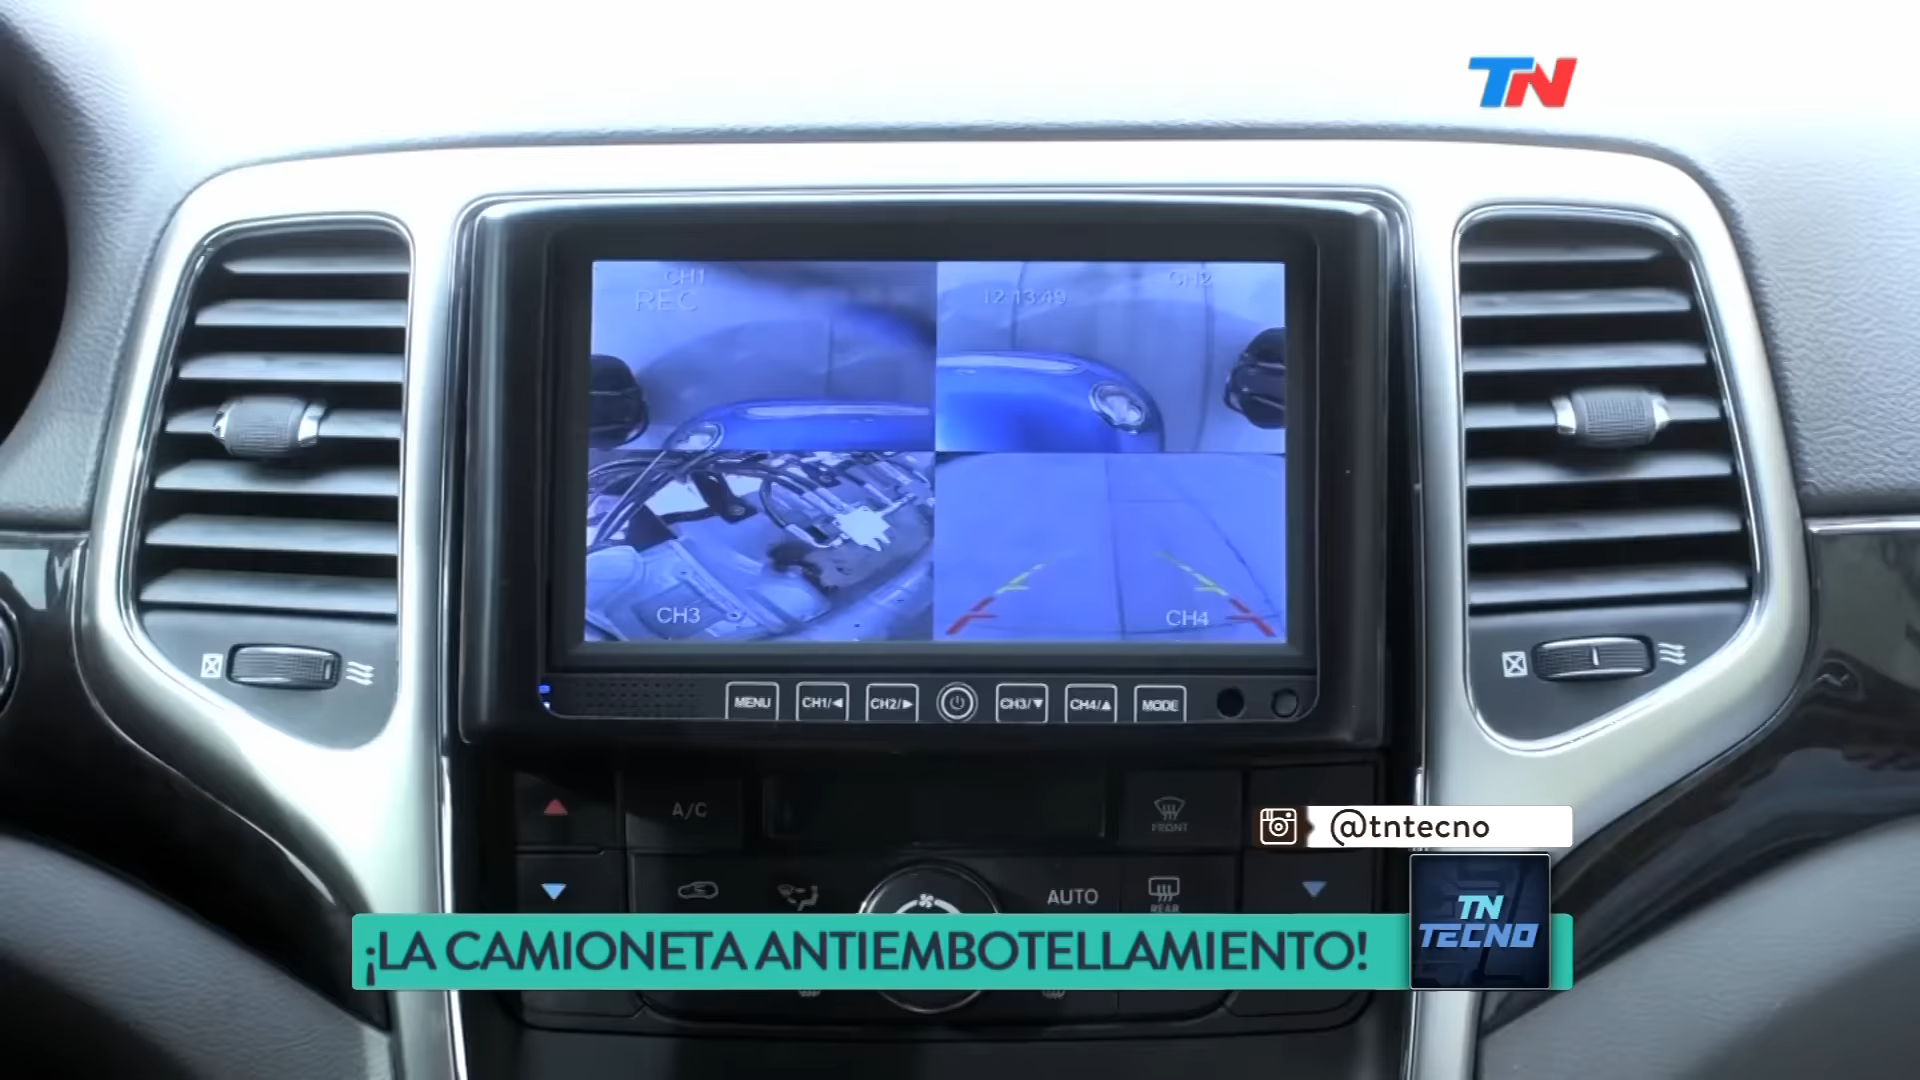 TN
CH1
REC
CH2
12 13:49
CH3
CH4
MENU
CH1/◀
CH2/▶
CH3/▼
CH4/▲
MODE
A/C
FRONT
@tntecno
AUTO
REAR
TN
TECNO
¡LA CAMIONETA ANTIEMBOTELLAMIENTO!